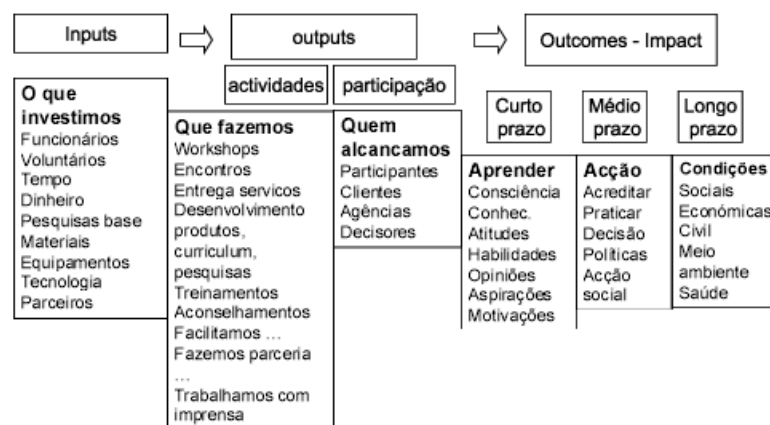 Inputs
outputs
Outcomes - Impact
actividades
participação
Curto
prazo
Médio
prazo
Longo
prazo
O que
investimos
Funcionários
Voluntários
Tempo
Dinheiro
Pesquisas base
Materiais
Equipamentos
Tecnologia
Parceiros
Que fazemos
Workshops
Encontros
Entrega servicos
Desenvolvimento
produtos,
curriculum,
pesquisas
Treinamentos
Aconselhamentos
Facilitamos ...
Fazemos parceria
...
Trabalhamos com
imprensa
Quem
alcancamos
Participantes
Clientes
Agências
Decisores
Aprender
Consciência
Conhec.
Atitudes
Habilidades
Opiniões
Aspirações
Motivações
Acção
Acreditar
Praticar
Decisão
Políticas
Acção
social
Condições
Sociais
Económicas
Civil
Meio
ambiente
Saúde